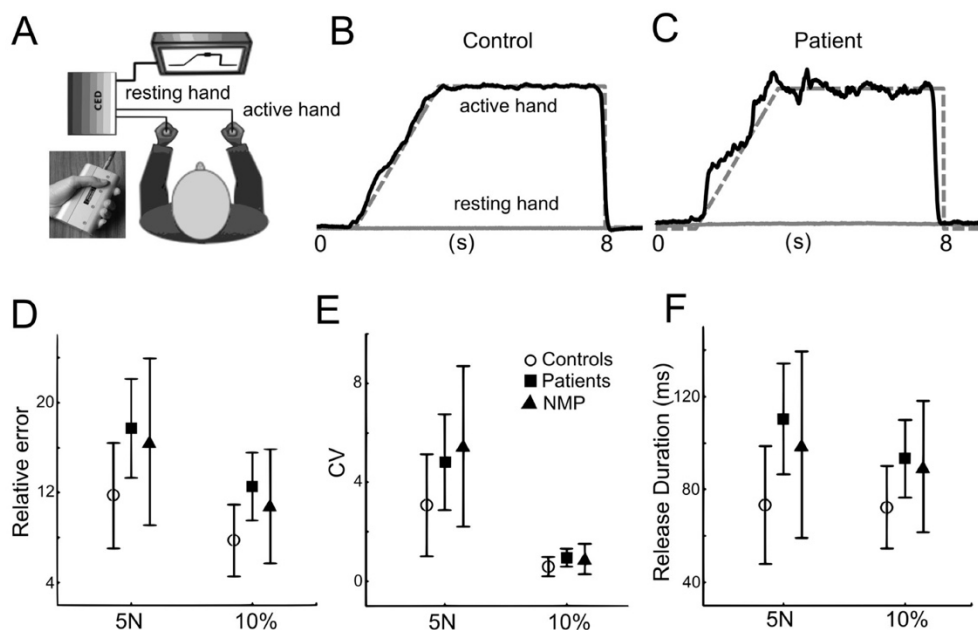 A
CED
resting hand
active hand
B
Control
active hand
resting hand
0
(s)
8
C
Patient
0
(s)
8
D
Relative error
20
12
4
5N
10%
E
CV
8
4
0
Controls
Patients
NMP
5N
10%
F
Release Duration (ms)
120
80
40
5N
10%